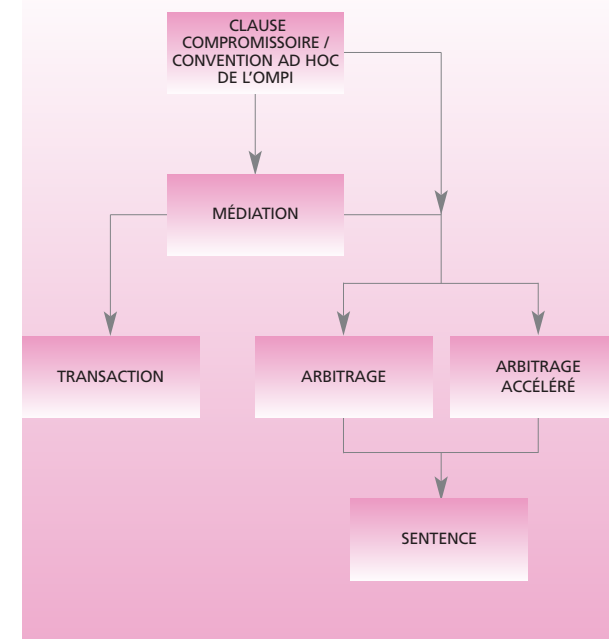 CLAUSE
COMPROMISSOIRE /
CONVENTION AD HOC
DE L’OMPI
MÉDIATION
TRANSACTION
ARBITRAGE
ARBITRAGE
ACCÉLÉRÉ
SENTENCE